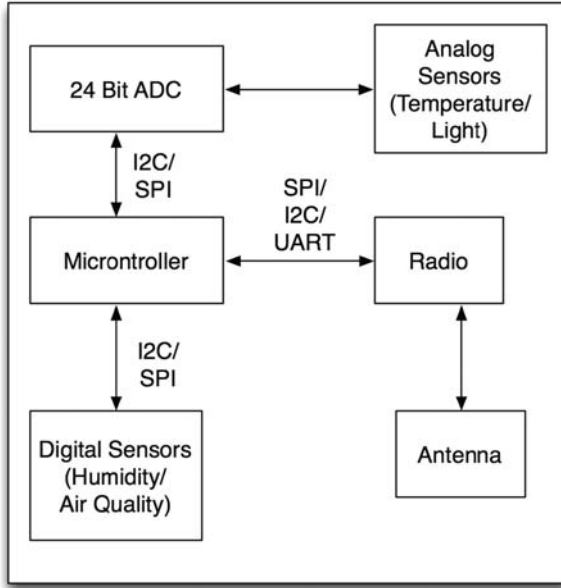 24 Bit ADC
Analog
Sensors
(Temperature/
Light)
I2C/
SPI
SPI/
I2C/
UART
Microntroller
Radio
I2C/
SPI
Digital Sensors
(Humidity/
Air Quality)
Antenna